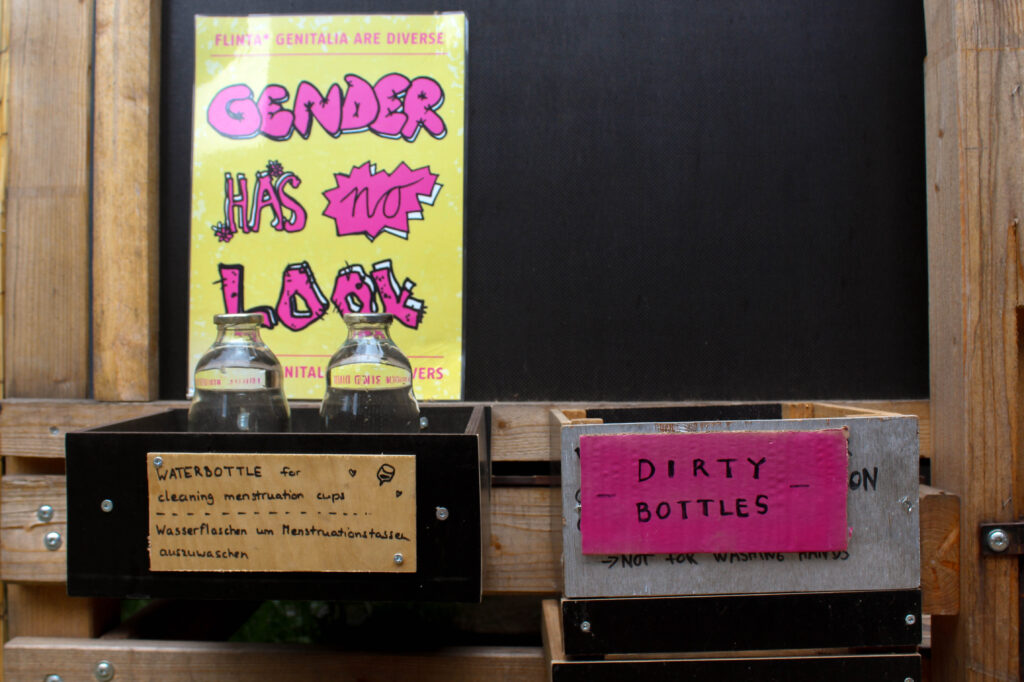 FLINTA* GENITALIA ARE DIVERSE
GENDER
HAS no
LOOK
WATERBOTTLE for
cleaning menstruation cups
Wasserflaschen um Menstruationstassen
auszuwaschen
- DIRTY -
BOTTLES
ON
→NOT FOR WASHING HANDS